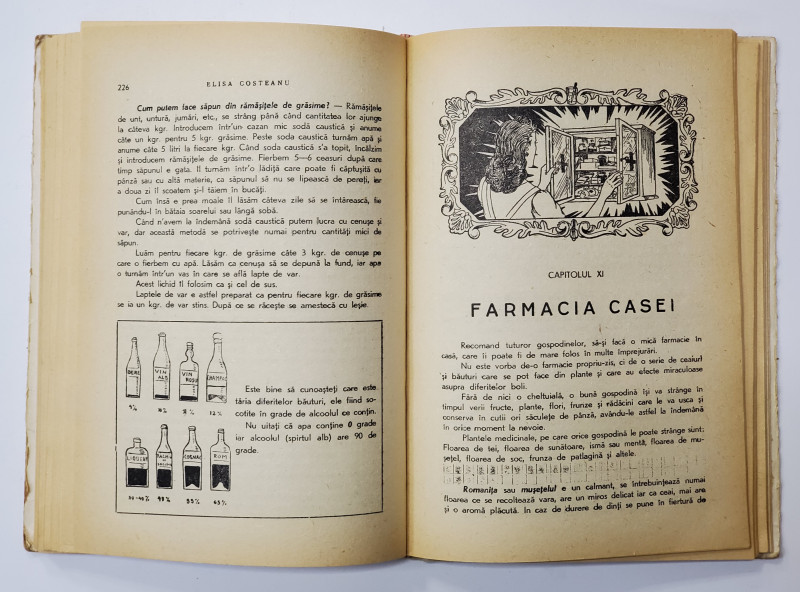 226
ELISA COSTEANU
Cum putem face săpun din rămășițele de grăsime? — Rămășițele
de unt, untură, jumări, etc., se strâng până când cantitatea lor ajunge
la câteva kgr. Introducem într'un cazan mic sodă caustică și anume
câte un kgr. pentru 5 kgr. grăsime. Peste soda caustică turnăm apă și
anume câte 5 litri la fiecare kgr. Când soda caustică s'a topit, încălzim
și introducem rămășițele de grăsime. Fierbem 5—6 ceasuri după care
timp săpunul e gata. Il turnăm într'o lădiță care poate fi căptușită cu
pânză sau cu altă materie, ca săpunul să nu se lipească de pereți, iar
a doua zi îl scoatem și-l tăiem în bucăți.
Cum însă e prea moale îl lăsăm câteva zile să se întărească, fie
punându-l în bătaia soarelui sau lângă sobă.
Când n'avem la îndemână sodă caustică putem lucra cu cenușe și
var, dar această metodă se potrivește numai pentru cantități mici de
săpun.
Luăm pentru fiecare kgr. de grăsime câte 3 kgr. de cenușe pe
care o fierbem cu apă. Lăsăm ca cenușa să se depună la fund, iar apa
o turnăm într'un vas în care se află lapte de var.
Acest lichid îl folosim ca și cel de sus.
Laptele de var e astfel preparat ca pentru fiecare kgr. de grăsime
se ia un kgr. de var stins. După ce se răcește se amestecă cu leșie.
BERE
VIN ALB
VIN ROȘU
4%
10%
12%
Este bine să cunoașteți care este
tăria diferitelor băuturi, ele fiind so-
cotite în grade de alcoolul ce conțin.
Nu uitați că apa conține 0 grade
iar alcoolul (spirtul alb) are 90 de
grade.
LIQUEUR
COGNAC
ROM
40%
55%
65%
CAPITOLUL XI
FARMACIA CASEI
Recomand tuturor gospodinelor, să-și facă o mică farmacie în
casă, care îi poate fi de mare folos în multe împrejurări.
Nu este vorba de-o farmacie propriu-zis, ci de o serie de ceaiuri
și băuturi care se pot face din plante și care au efecte miraculoase
asupra diferitelor boli.
Fără de nici o cheltuială, o bună gospodină își va strânge în
timpul verii fructe, plante, flori, frunze și rădăcini care le va usca și
conserva în cutii ori săculețe de pânză, avându-le astfel la îndemână
în orice moment la nevoie.
Plantele medicinale, pe care orice gospodină le poate strânge sunt:
Floarea de tei, floarea de sunătoare, ismă sau mentă, floarea de mu-
șețel, floarea de soc, frunza de patlagină și altele.
Romanița sau mușețelul e un calmant, se întrebuințează numai
floarea ce se recoltează vara, are un miros delicat iar ca ceai, mai are
și o aromă plăcută. In caz de durere de dinți se pune în fiertură de